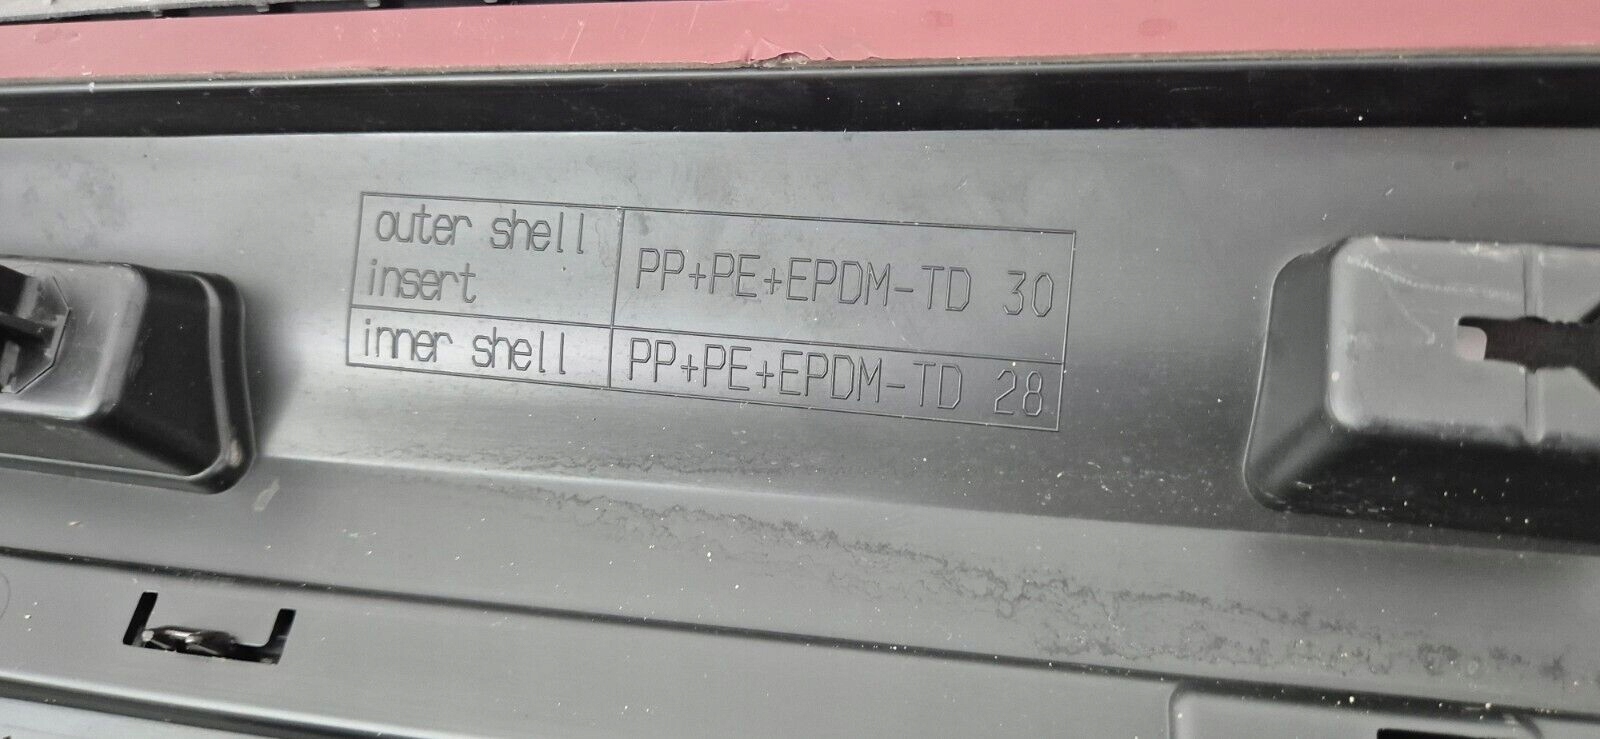 outer shell
insert
PP+PE+EPDM-TD 30
inner shell
PP+PE+EPDM-TD 28